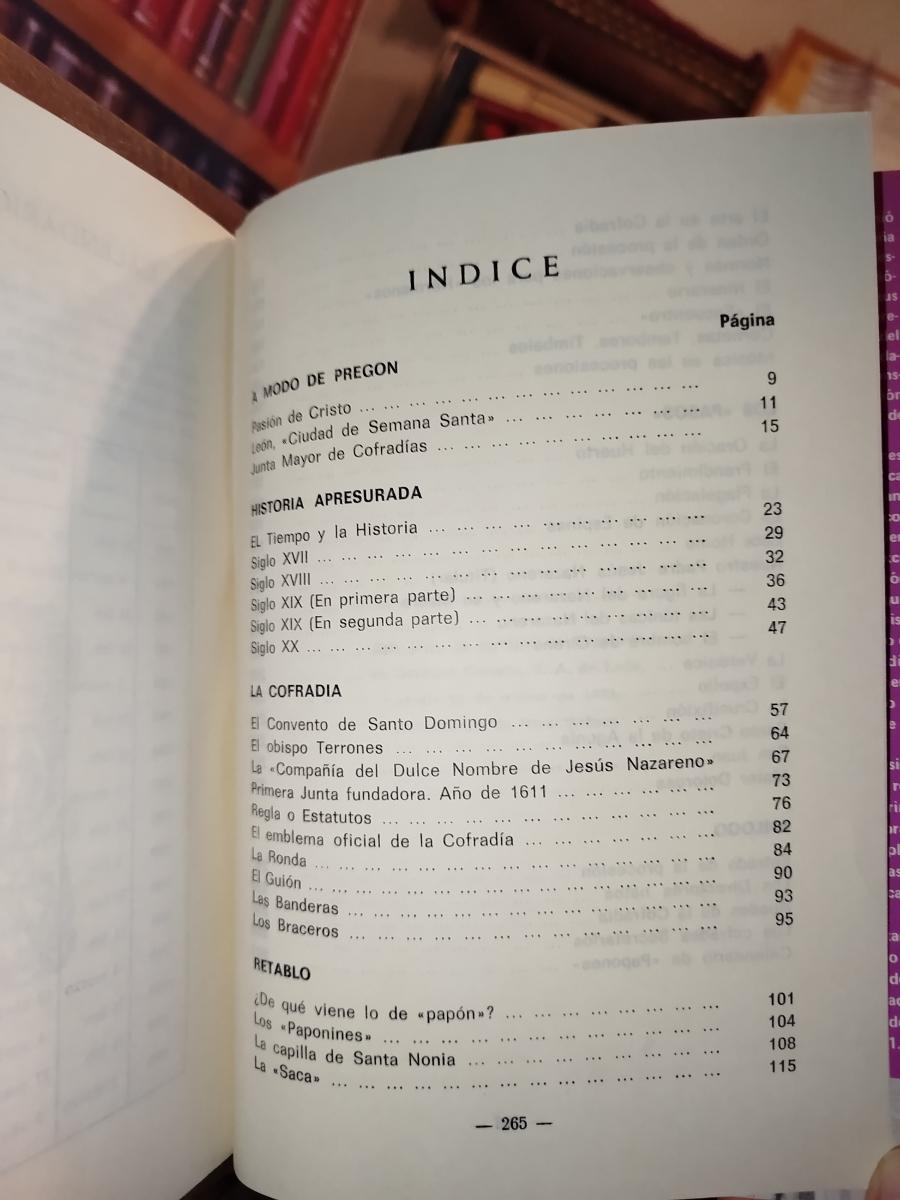 INDICE
Página
A MODO DE PREGON
Pasión de Cristo ... ... ... ... ... ... ... ... ... ... ... ... 9
León, «Ciudad de Semana Santa» ... ... ... ... ... ... ... 11
Junta Mayor de Cofradías ... ... ... ... ... ... ... ... ... 15
HISTORIA APRESURADA
EL Tiempo y la Historia ... ... ... ... ... ... ... ... ... ... 23
Siglo XVII ... ... ... ... ... ... ... ... ... ... ... ... ... ... 29
Siglo XVIII ... ... ... ... ... ... ... ... ... ... ... ... ... ... 32
Siglo XIX (En primera parte) ... ... ... ... ... ... ... ... ... 36
Siglo XIX (En segunda parte) ... ... ... ... ... ... ... ... ... 43
Siglo XX ... ... ... ... ... ... ... ... ... ... ... ... ... ... ... 47
LA COFRADIA
El Convento de Santo Domingo ... ... ... ... ... ... ... ... 57
El obispo Terrones ... ... ... ... ... ... ... ... ... ... ... ... 64
La «Compañía del Dulce Nombre de Jesús Nazareno» 67
Primera Junta fundadora. Año de 1611 ... ... ... ... ... ... 73
Regla o Estatutos ... ... ... ... ... ... ... ... ... ... ... ... 76
El emblema oficial de la Cofradía ... ... ... ... ... ... ... 82
La Ronda ... ... ... ... ... ... ... ... ... ... ... ... ... ... ... 84
El Guión ... ... ... ... ... ... ... ... ... ... ... ... ... ... ... 90
Las Banderas ... ... ... ... ... ... ... ... ... ... ... ... ... ... 93
Los Braceros ... ... ... ... ... ... ... ... ... ... ... ... ... ... 95
RETABLO
¿De qué viene lo de «papón»? ... ... ... ... ... ... ... ... 101
Los «Paponines» ... ... ... ... ... ... ... ... ... ... ... ... 104
La capilla de Santa Nonia ... ... ... ... ... ... ... ... ... ... 108
La «Saca» ... ... ... ... ... ... ... ... ... ... ... ... ... ... 115
— 265 —